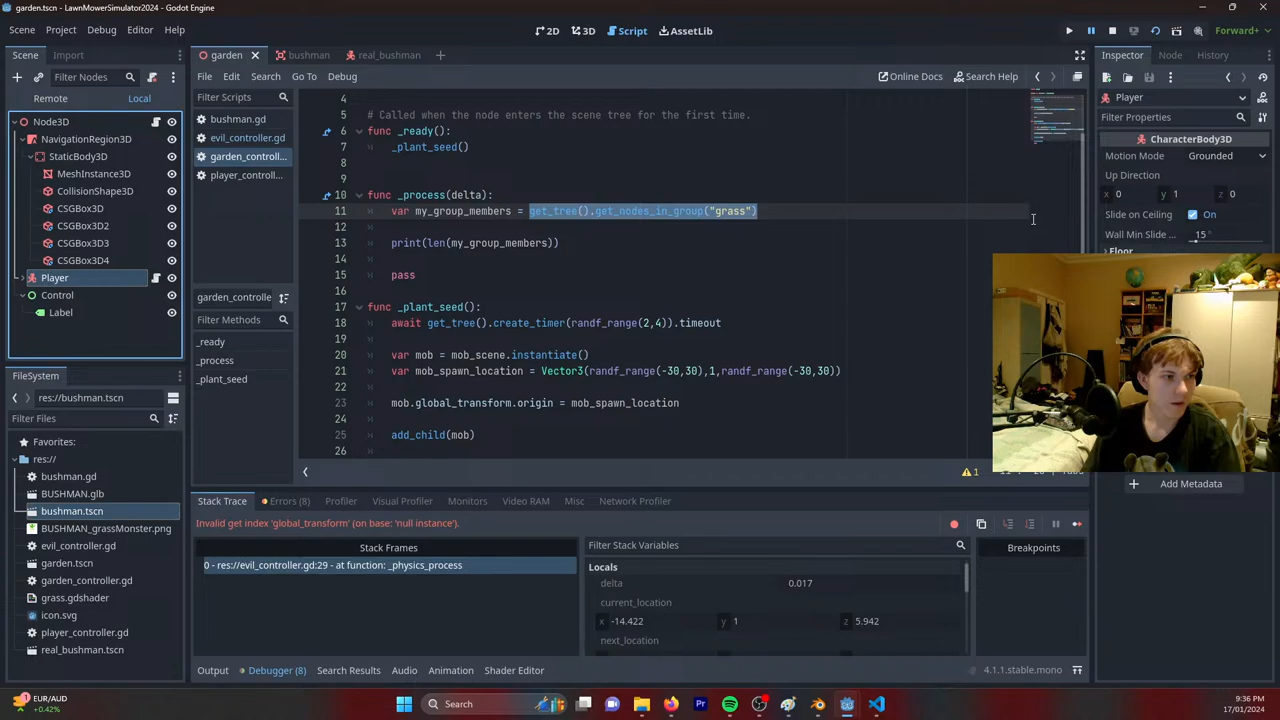 garden.tscn - LawnMowerSimulator2024 - Godot Engine
Scene Project Debug Editor Help
2D 3D Script AssetLib
Forward+
Scene Import
garden bushman real_bushman
Inspector Node History
Filter Nodes
File Edit Search Go To Debug
Online Docs Search Help
Remote Local
Filter Scripts
Player
Filter Properties
Node3D
NavigationRegion3D
StaticBody3D
MeshInstance3D
CollisionShape3D
CSGBox3D
CSGBox3D2
CSGBox3D3
CSGBox3D4
Player
Control
Label
bushman.gd
evil_controller.gd
garden_controll...
player_controll...
garden_controlle
Filter Methods
_ready
_process
_plant_seed
4
5 # Called when the node enters the scene tree for the first time.
6 func _ready():
7 _plant_seed()
8
9
10 func _process(delta):
11 var my_group_members = get_tree().get_nodes_in_group("grass")
12
13 print(len(my_group_members))
14
15 pass
16
17 func _plant_seed():
18 await get_tree().create_timer(randf_range(2,4)).timeout
19
20 var mob = mob_scene.instantiate()
21 var mob_spawn_location = Vector3(randf_range(-30,30),1,randf_range(-30,30))
22
23 mob.global_transform.origin = mob_spawn_location
24
25 add_child(mob)
26
1
CharacterBody3D
Motion Mode Grounded
Up Direction
x 0 y 1 z 0
Slide on Ceiling On
Wall Min Slide ... 15 °
Floor
Add Metadata
FileSystem
res://bushman.tscn
Filter Files
Favorites:
res://
bushman.gd
BUSHMAN.glb
bushman.tscn
BUSHMAN_grassMonster.png
evil_controller.gd
garden.tscn
garden_controller.gd
grass.gdshader
icon.svg
player_controller.gd
real_bushman.tscn
Stack Trace Errors (8) Profiler Visual Profiler Monitors Video RAM Misc Network Profiler
Invalid get index 'global_transform' (on base: 'null instance').
Stack Frames
0 - res://evil_controller.gd:29 - at function: _physics_process
Filter Stack Variables
Locals
delta 0.017
current_location
x -14.422 y 1 z 5.942
next_location
Breakpoints
Output Debugger (8) Search Results Audio Animation Shader Editor
4.1.1.stable.mono
EUR/AUD
+0.42%
Search
9:36 PM
17/01/2024